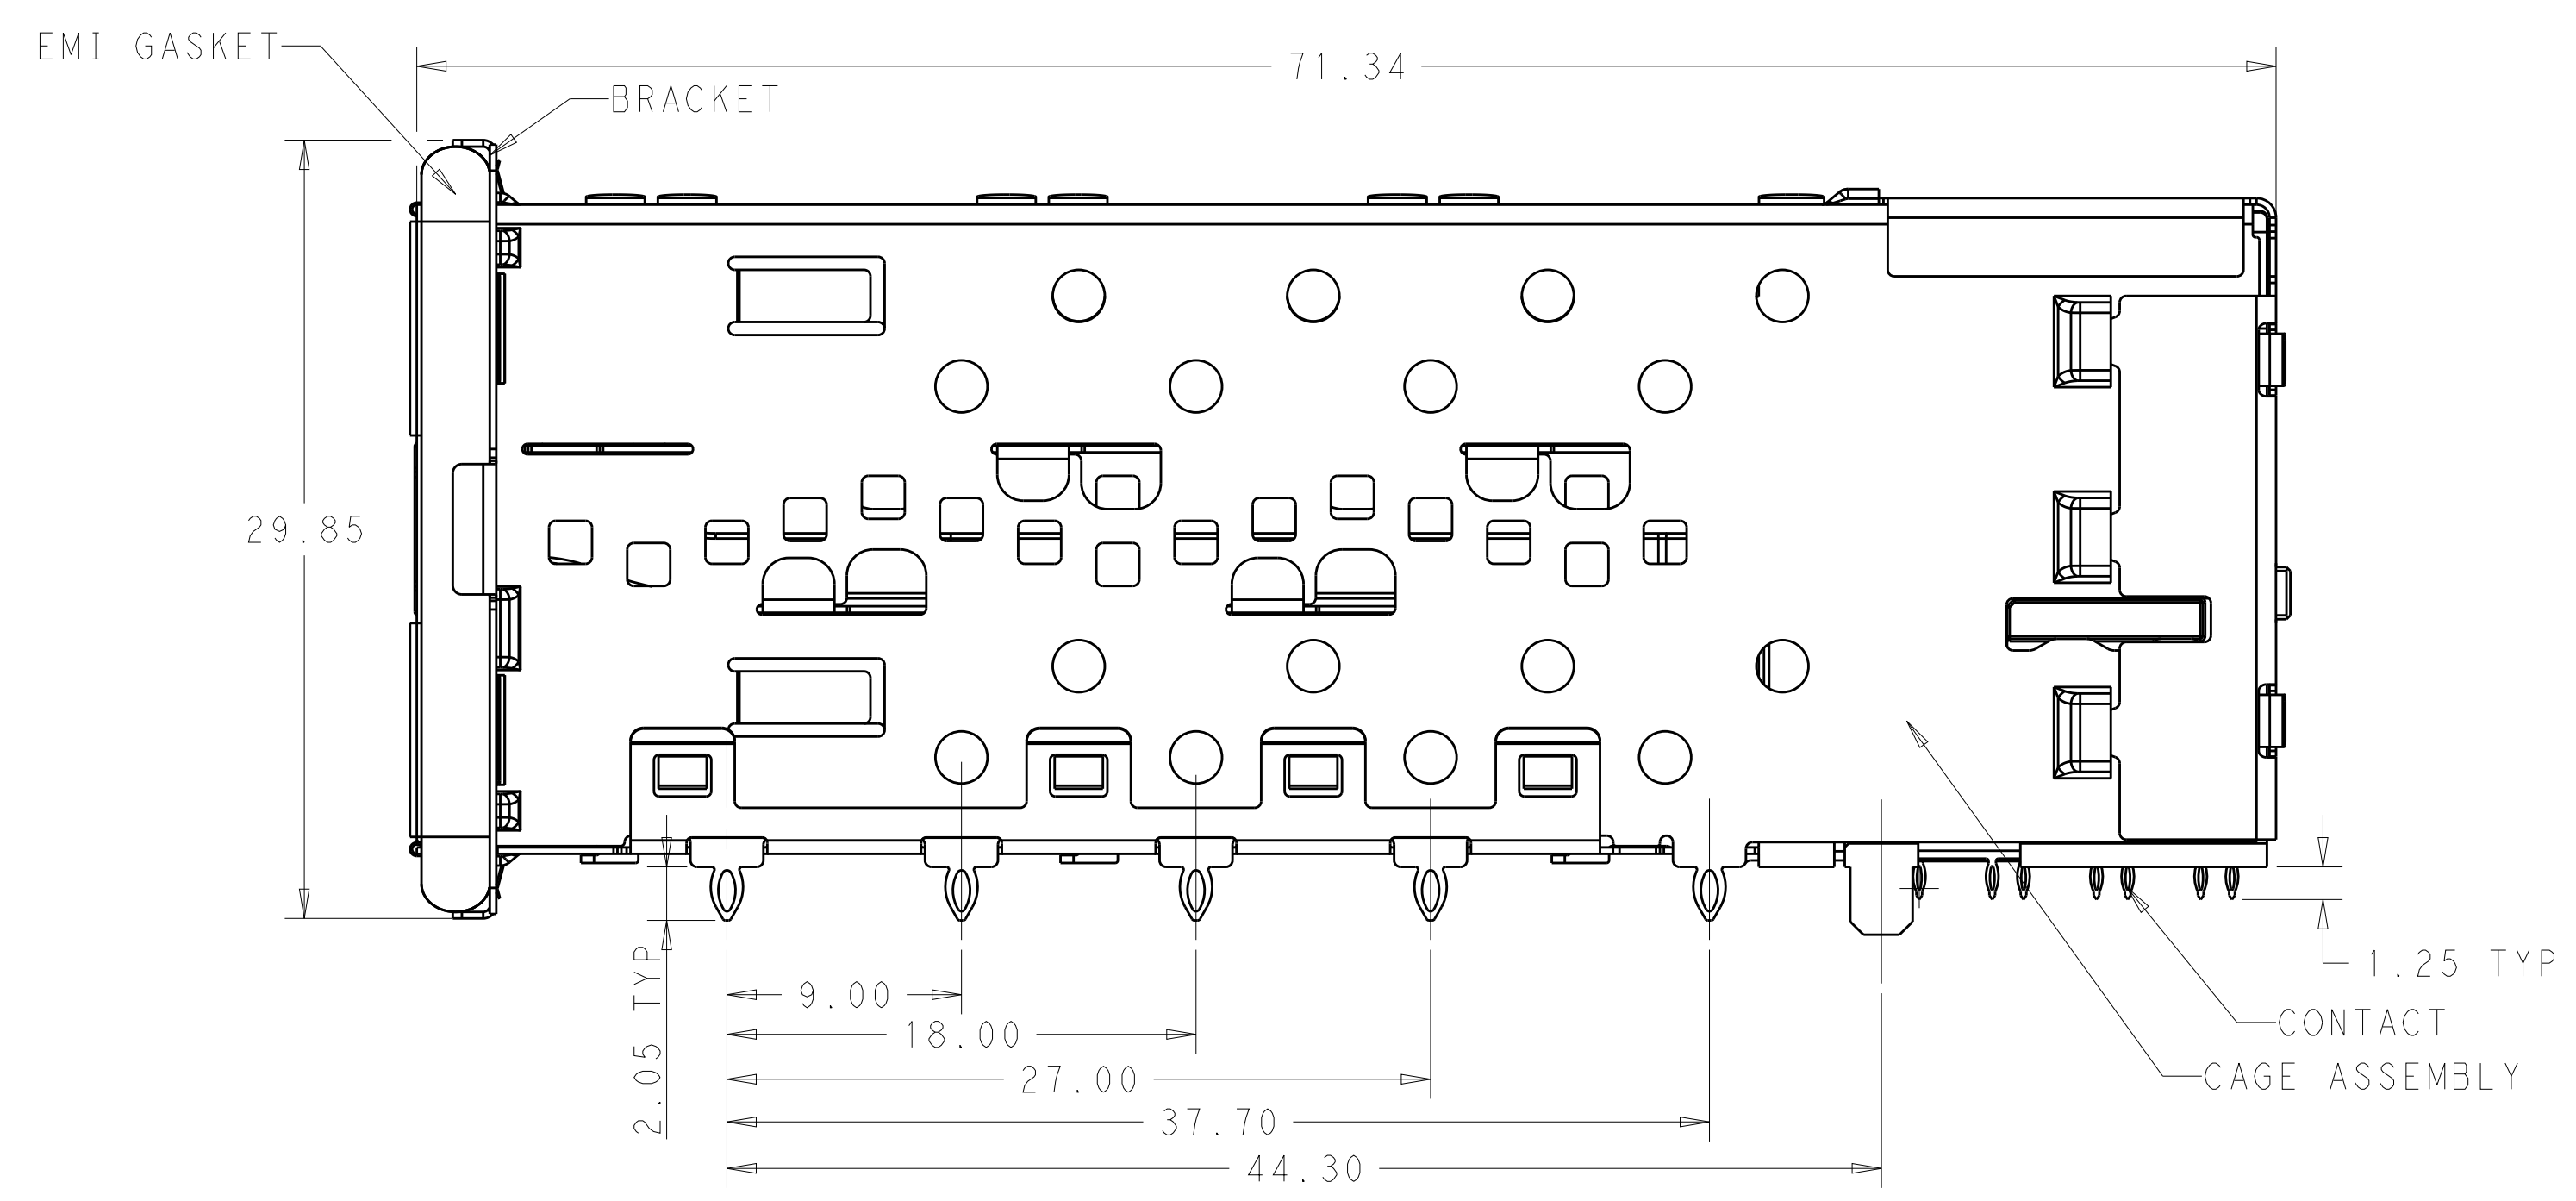 EMI GASKET
71.34
BRACKET
29.85
2.05 TYP
9.00
18.00
27.00
37.70
44.30
1.25 TYP
CONTACT
CAGE ASSEMBLY